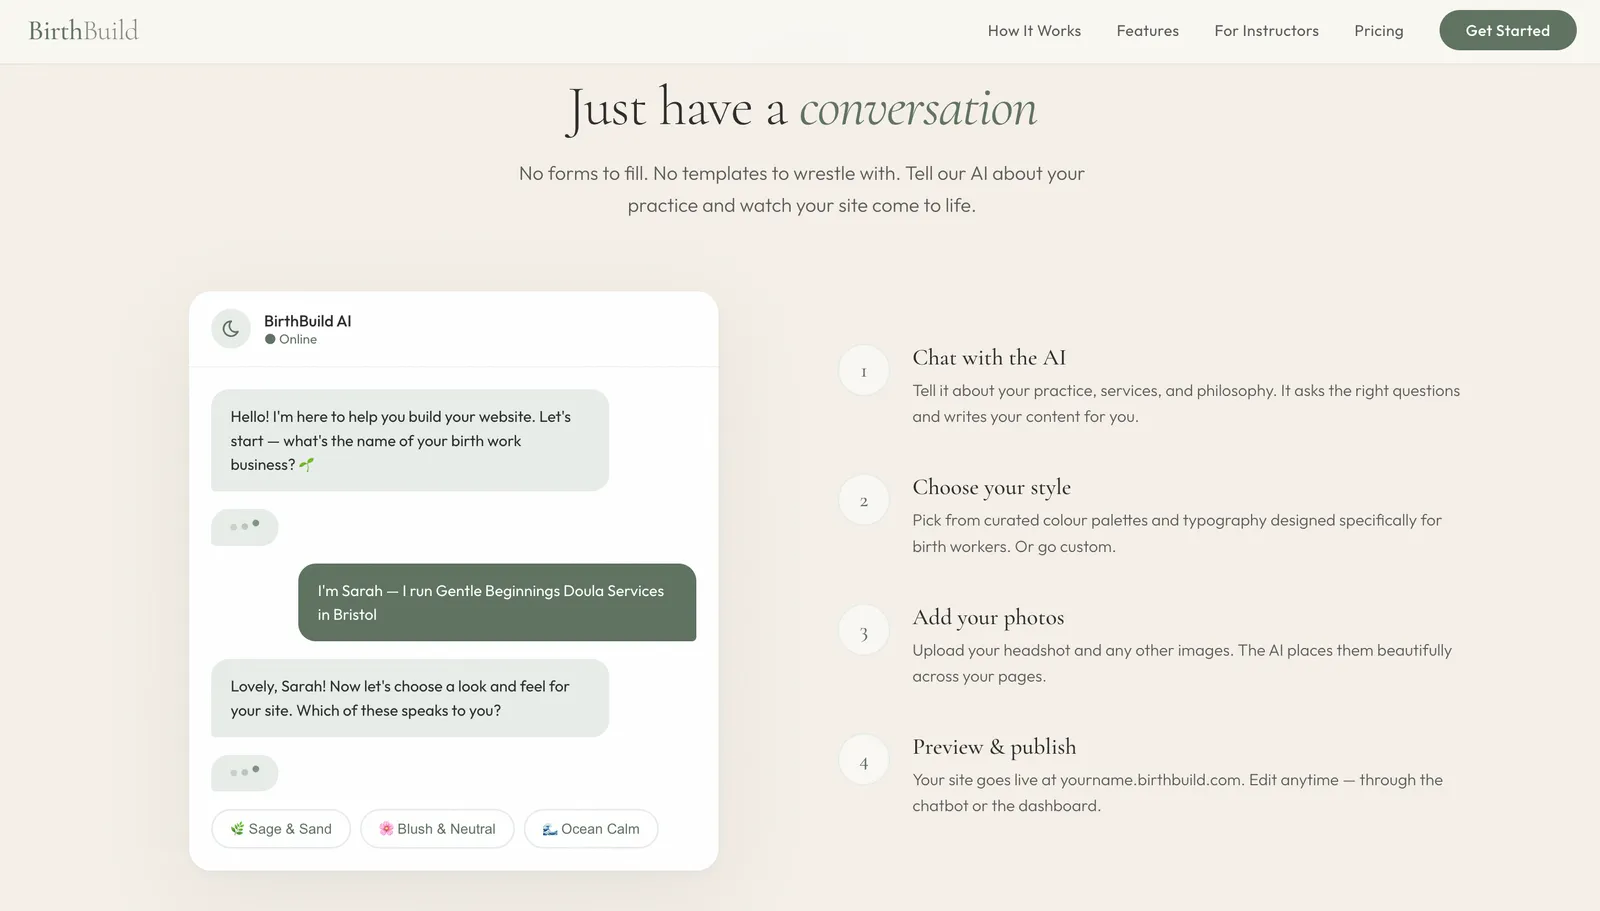 BirthBuild
How It Works
Features
For Instructors
Pricing
Get Started
Just have a conversation
No forms to fill. No templates to wrestle with. Tell our AI about your
practice and watch your site come to life.
BirthBuild AI
Online
Hello! I'm here to help you build your website. Let's
start — what's the name of your birth work
business? 🌱
I'm Sarah — I run Gentle Beginnings Doula Services
in Bristol
Lovely, Sarah! Now let's choose a look and feel for
your site. Which of these speaks to you?
🌿 Sage & Sand
🌸 Blush & Neutral
🌊 Ocean Calm
1
Chat with the AI
Tell it about your practice, services, and philosophy. It asks the right questions
and writes your content for you.
2
Choose your style
Pick from curated colour palettes and typography designed specifically for
birth workers. Or go custom.
3
Add your photos
Upload your headshot and any other images. The AI places them beautifully
across your pages.
4
Preview & publish
Your site goes live at yourname.birthbuild.com. Edit anytime — through the
chatbot or the dashboard.